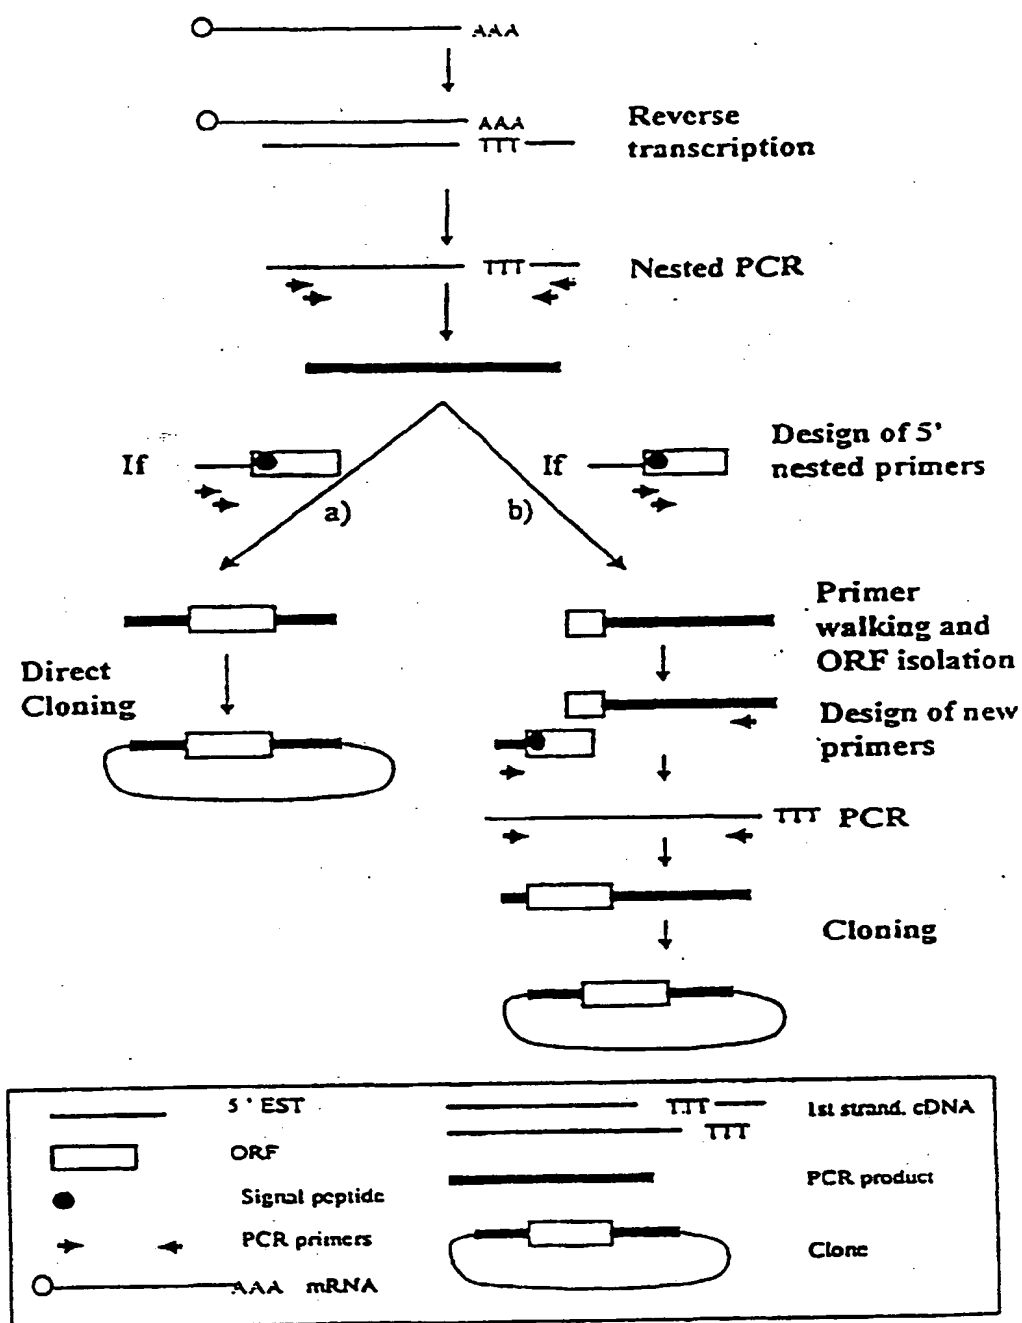 AAA
AAA
TTT
Reverse
transcription
TTT
Nested PCR
If
a)
If
b)
Design of 5'
nested primers
Direct
Cloning
Primer
walking and
ORF isolation
Design of new
primers
TTT PCR
Cloning
5' EST
ORF
Signal peptide
PCR primers
AAA mRNA
TTT
TTT
1st strand. cDNA
PCR product
Clone